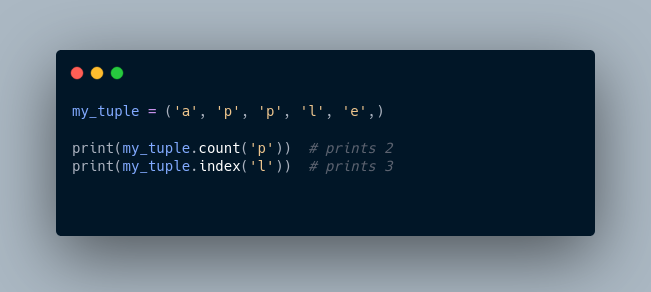 my_tuple = ('a', 'p', 'p', 'l', 'e',)
print(my_tuple.count('p'))  # prints 2
print(my_tuple.index('l'))  # prints 3